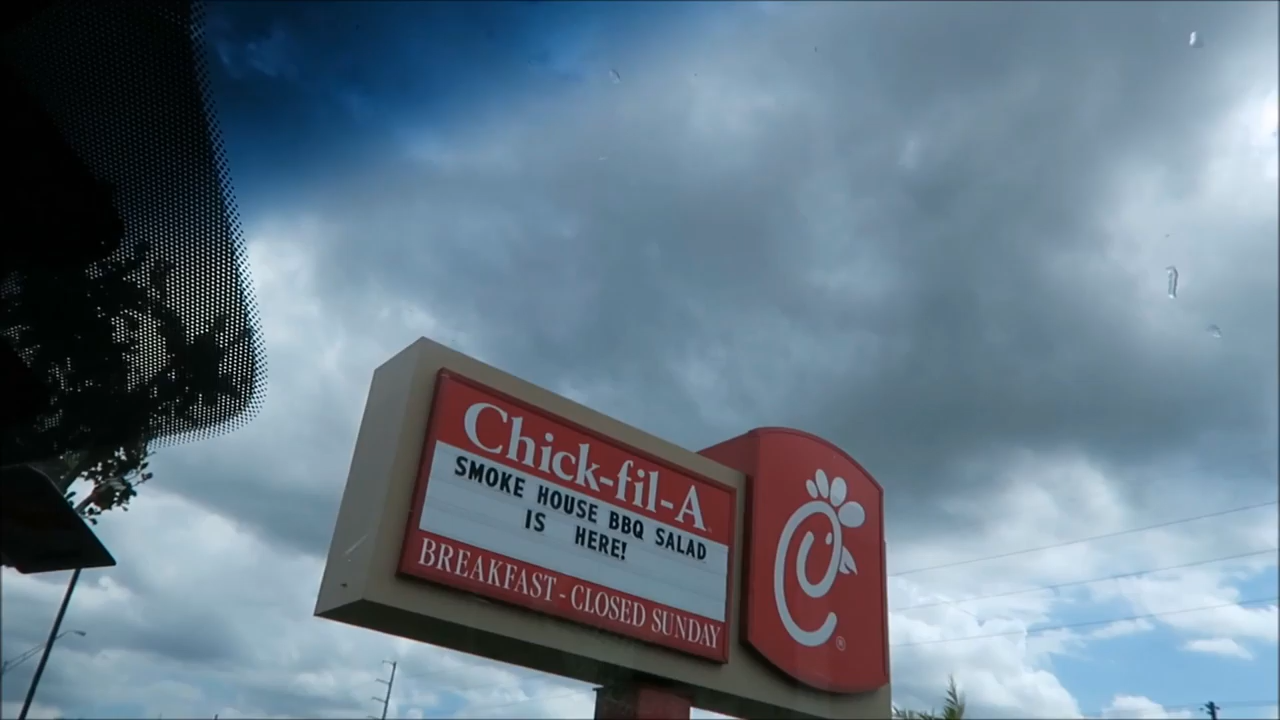 Chick-fil-A
SMOKE HOUSE BBQ SALAD
IS HERE!
BREAKFAST - CLOSED SUNDAY
C
®